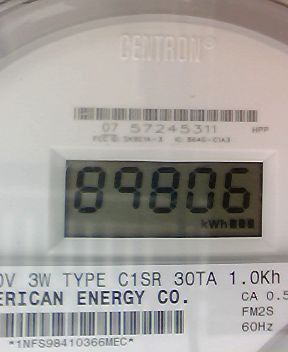 CENTRON®
07 57245311 HPP
89806
kWh
0V 3W TYPE C1SR 30TA 1.0Kh
ERICAN ENERGY CO. CA 0.5
FM2S
*1NFS98410366MEC* 60Hz